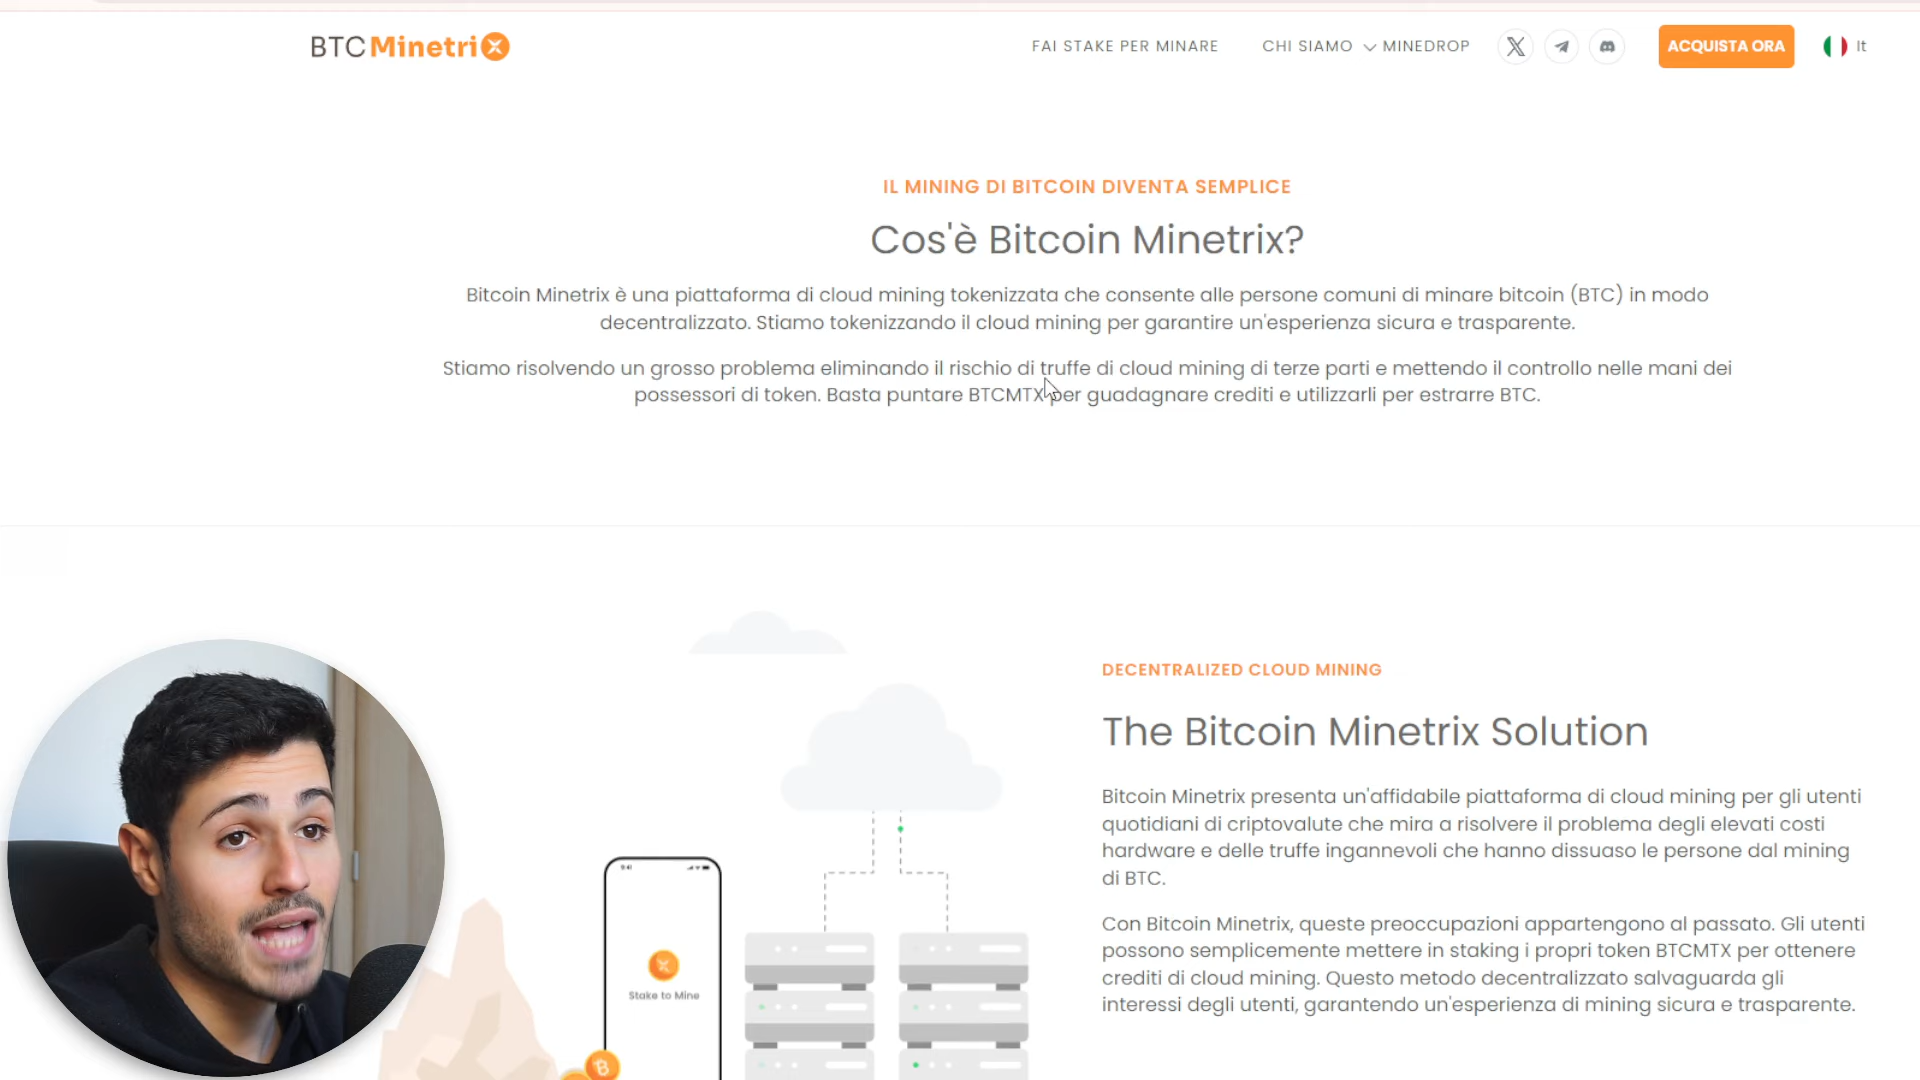 BTC Minetrix
FAI STAKE PER MINARE
CHI SIAMO
MINEDROP
ACQUISTA ORA
It
IL MINING DI BITCOIN DIVENTA SEMPLICE
Cos'è Bitcoin Minetrix?
Bitcoin Minetrix è una piattaforma di cloud mining tokenizzata che consente alle persone comuni di minare bitcoin (BTC) in modo
decentralizzato. Stiamo tokenizzando il cloud mining per garantire un'esperienza sicura e trasparente.
Stiamo risolvendo un grosso problema eliminando il rischio di truffe di cloud mining di terze parti e mettendo il controllo nelle mani dei
possessori di token. Basta puntare BTCMTX per guadagnare crediti e utilizzarli per estrarre BTC.
DECENTRALIZED CLOUD MINING
The Bitcoin Minetrix Solution
Bitcoin Minetrix presenta un'affidabile piattaforma di cloud mining per gli utenti
quotidiani di criptovalute che mira a risolvere il problema degli elevati costi
hardware e delle truffe ingannevoli che hanno dissuaso le persone dal mining
di BTC.
Con Bitcoin Minetrix, queste preoccupazioni appartengono al passato. Gli utenti
possono semplicemente mettere in staking i propri token BTCMTX per ottenere
crediti di cloud mining. Questo metodo decentralizzato salvaguarda gli
interessi degli utenti, garantendo un'esperienza di mining sicura e trasparente.
9:41
Stake to Mine